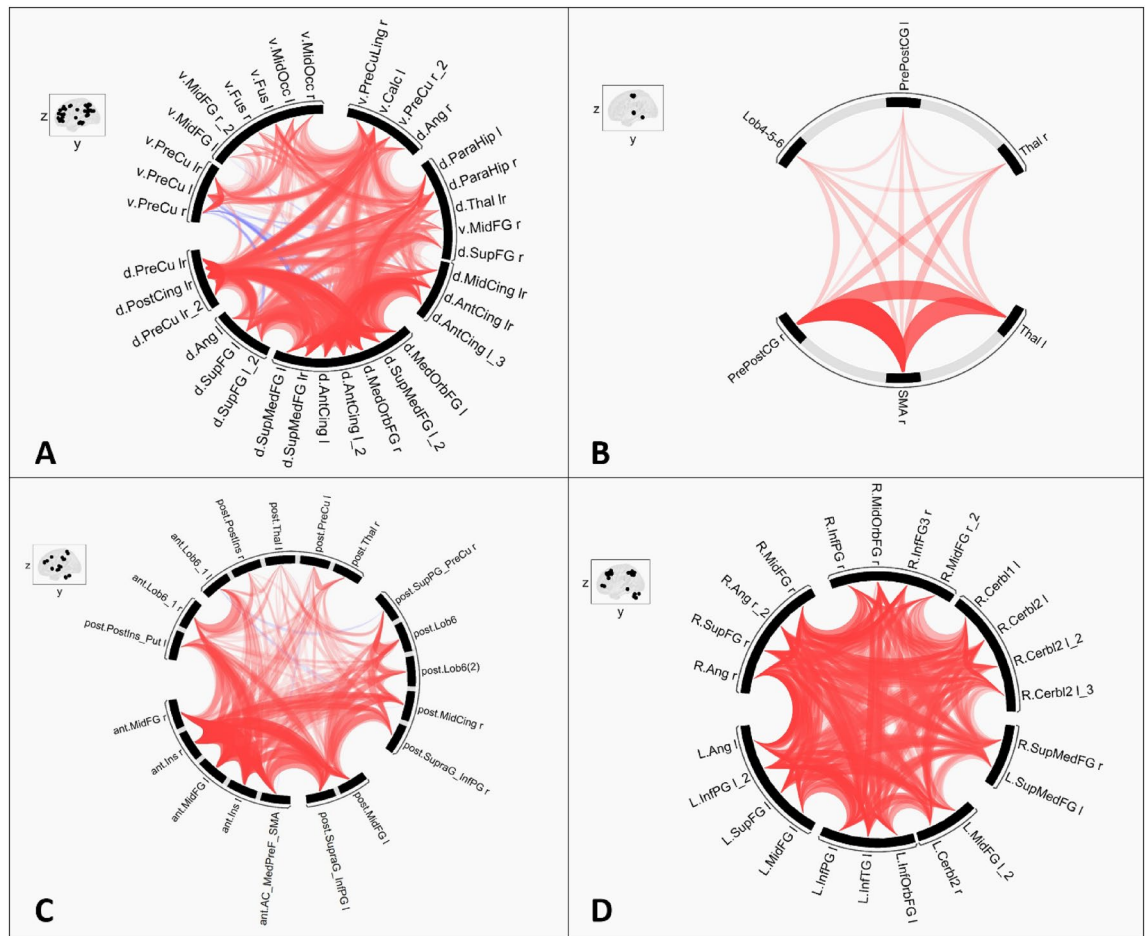 v.MidOcc r
v.MidOcc l
v.Fus l
v.Fus r
v.MidFG r_2
v.MidFG l
v.PreCu lr
v.PreCu l
v.PreCu r
v.PreCuLing r
v.Calc l
v.PreCu r_2
d.Ang r
d.ParaHip l
d.ParaHip r
d.Thal lr
v.MidFG r
d.SupFG r
d.MidCing lr
d.AntCing lr
d.AntCing l_3
d.MedOrbFG l
d.SupMedFG l_2
d.MedOrbFG r
d.AntCing l_2
d.AntCing l
d.SupMedFG lr
d.SupMedFG l
d.SupFG l_2
d.SupFG l
d.Ang l
d.PreCu lr_2
d.PostCing lr
d.PreCu lr
z
y
A
PrePostCG l
Lob4-5-6
Thal r
PrePostCG r
SMA r
Thal l
z
y
B
post.PreCu l
post.Thal r
post.Thal l
post.PostIns r
ant.Lob6_1 l
ant.Lob6_1 r
post.PostIns_Put l
post.SupPG_PreCu r
post.Lob6
post.Lob6(2)
post.MidCing r
post.SupraG_InfPG r
post.MidFG l
post.SupraG_InfPG l
ant.AC_MedPreF_SMA
ant.Ins l
ant.MidFG l
ant.Ins r
ant.MidFG r
z
y
C
R.MidOrbFG r
R.InfPG r
R.InfFG3 r
R.MidFG r_2
R.Cerbl1 l
R.Cerbl2 l
R.Cerbl2 l_2
R.Cerbl2 l_3
R.MidFG r
R.Ang r_2
R.SupFG r
R.Ang r
R.SupMedFG r
L.SupMedFG l
L.MidFG l_2
L.Cerbl2 r
L.InfOrbFG l
L.InfTG l
L.InfPG l
L.MidFG l
L.SupFG l
L.InfPG l_2
L.Ang l
z
y
D